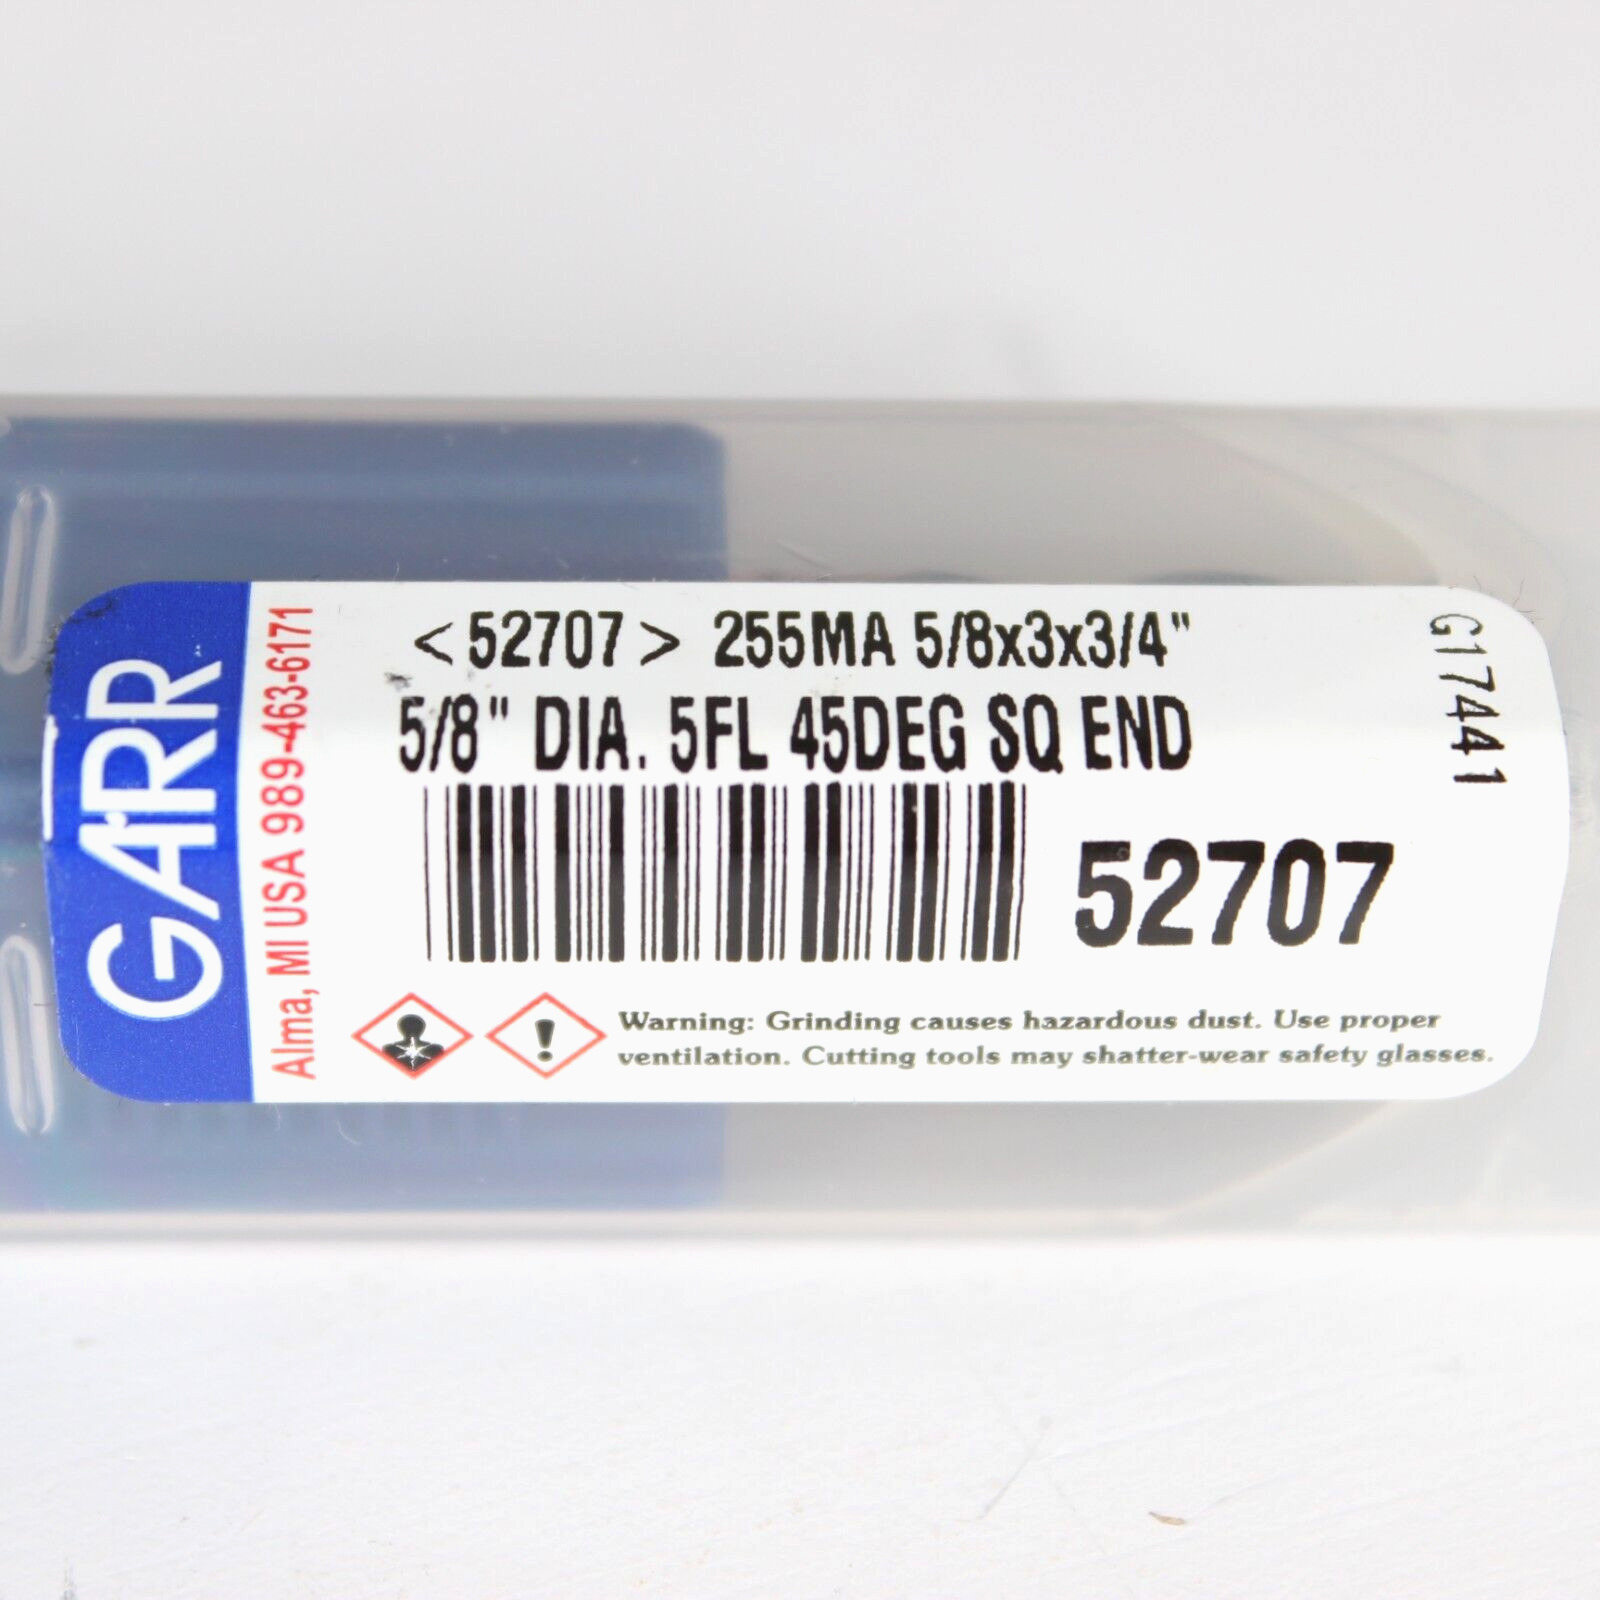 GARR
Alma, MI USA 989-463-6171
<52707> 255MA 5/8x3x3/4"
5/8" DIA. 5FL 45DEG SQ END
52707
G17441
Warning: Grinding causes hazardous dust. Use proper
ventilation. Cutting tools may shatter-wear safety glasses.